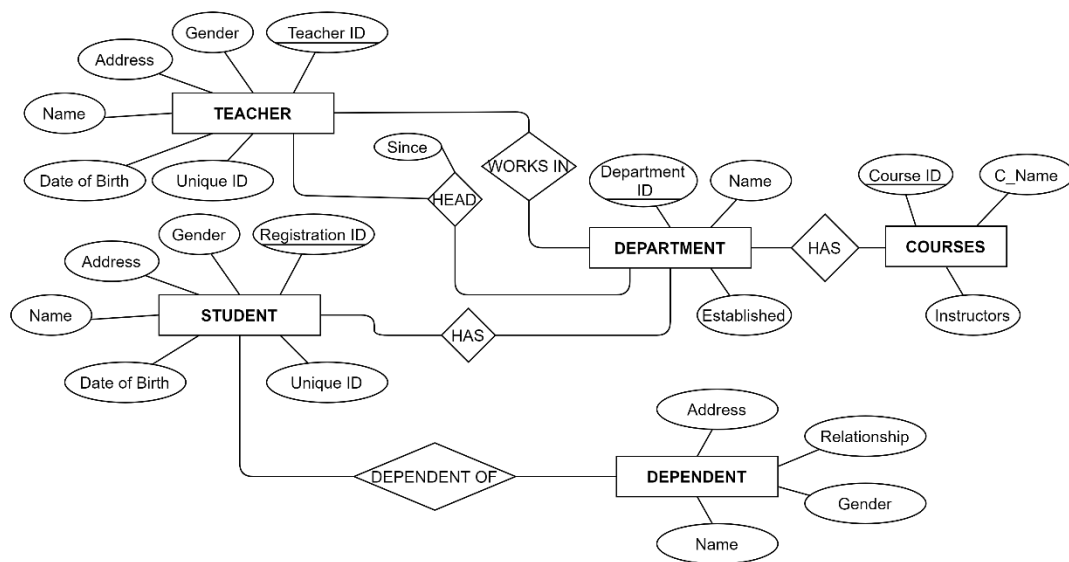 Gender
Teacher ID
Address
Name
TEACHER
Date of Birth
Unique ID
Since
HEAD
WORKS IN
Department
ID
Name
DEPARTMENT
Established
HAS
Course ID
C_Name
COURSES
Instructors
Gender
Registration ID
Address
Name
STUDENT
Date of Birth
Unique ID
HAS
DEPENDENT OF
Address
Relationship
DEPENDENT
Gender
Name